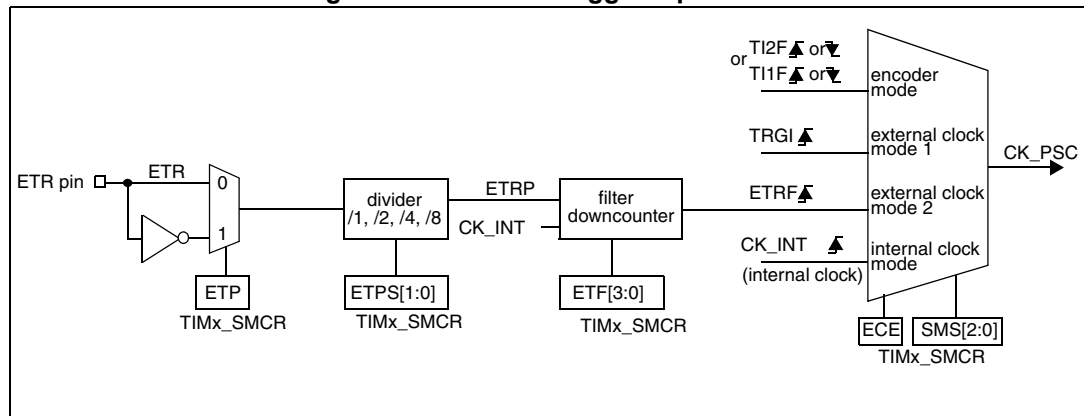 TI2F or
or TI1F or
encoder
mode
TRGI
external clock
mode 1
CK_PSC
ETR pin
ETR
0
1
divider
/1, /2, /4, /8
ETRP
CK_INT
filter
downcounter
ETRF
external clock
mode 2
CK_INT
(internal clock)
internal clock
mode
ETP
TIMx_SMCR
ETPS[1:0]
TIMx_SMCR
ETF[3:0]
TIMx_SMCR
ECE
SMS[2:0]
TIMx_SMCR